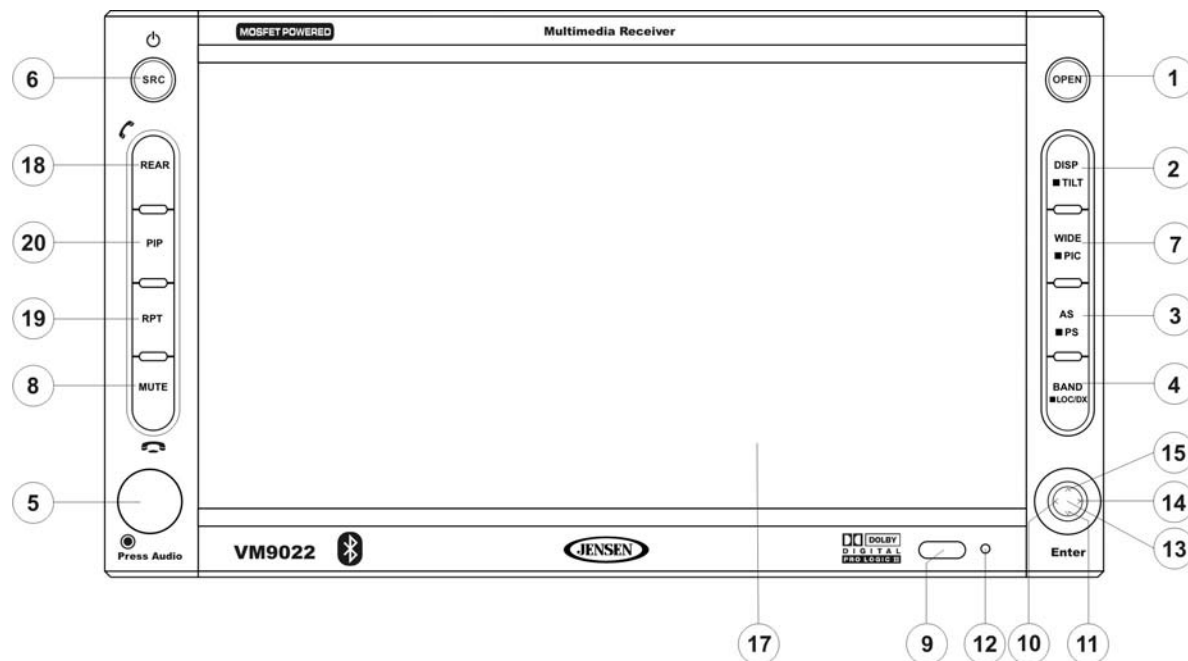 MOSFET POWERED
Multimedia Receiver
6
SRC
OPEN
1
18
REAR
DISP
■ TILT
2
20
PIP
WIDE
■ PIC
7
19
RPT
AS
■ PS
3
8
MUTE
BAND
■ LOC/DX
4
15
5
14
Press Audio
VM9022
JENSEN
DOLBY
DIGITAL
PRO LOGIC II
Enter
13
17
9
12
10
11